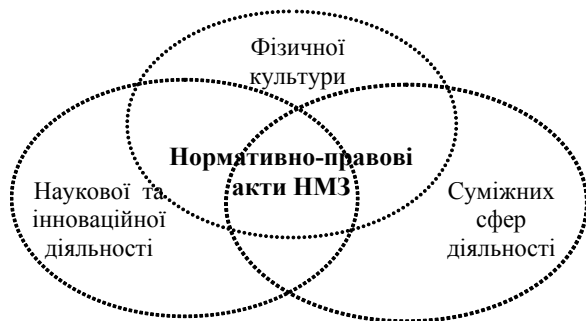 Фізичної
культури
Нормативно-правові
акти НМЗ
Наукової та
інноваційної
діяльності
Суміжних
сфер
діяльності